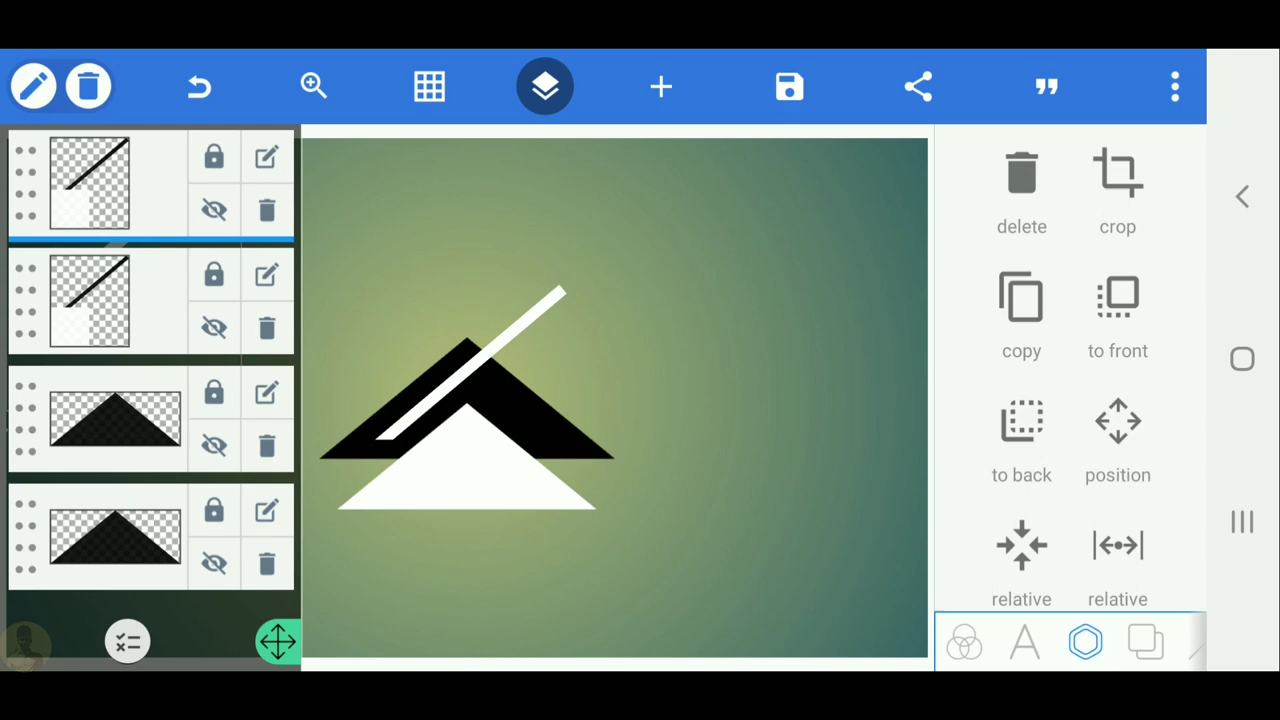 delete crop
copy to front
to back position
relative relative